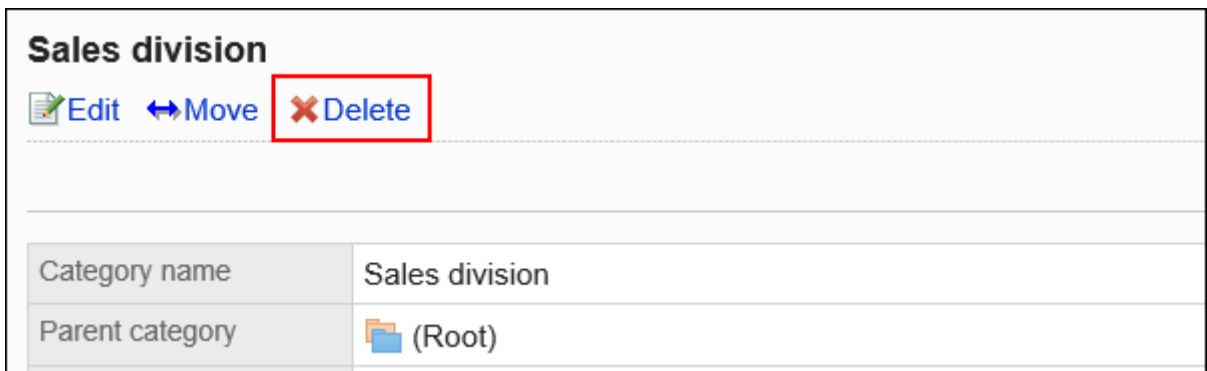 Sales division
Edit Move Delete
Category name Sales division
Parent category (Root)